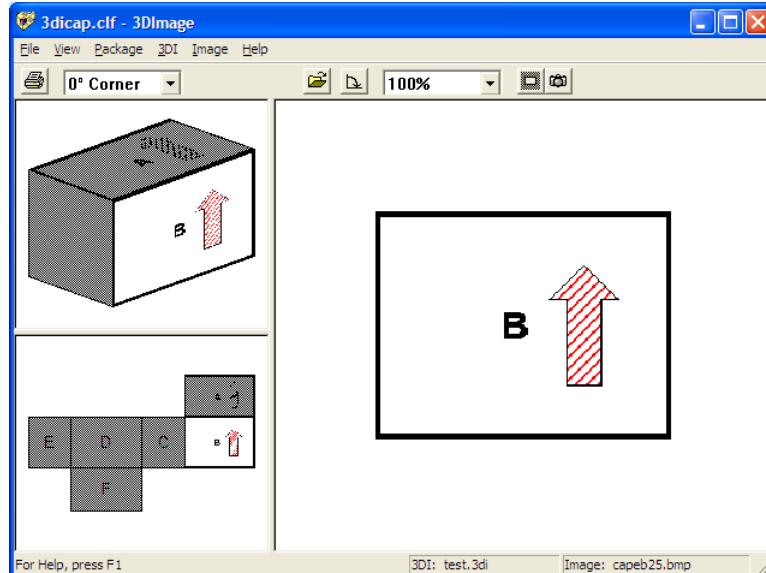 3dicap.clf - 3DImage
File View Package 3DI Image Help
0° Corner 100%
A
B
B
A
E D C B
F
For Help, press F1 3DI: test.3di Image: capeb25.bmp